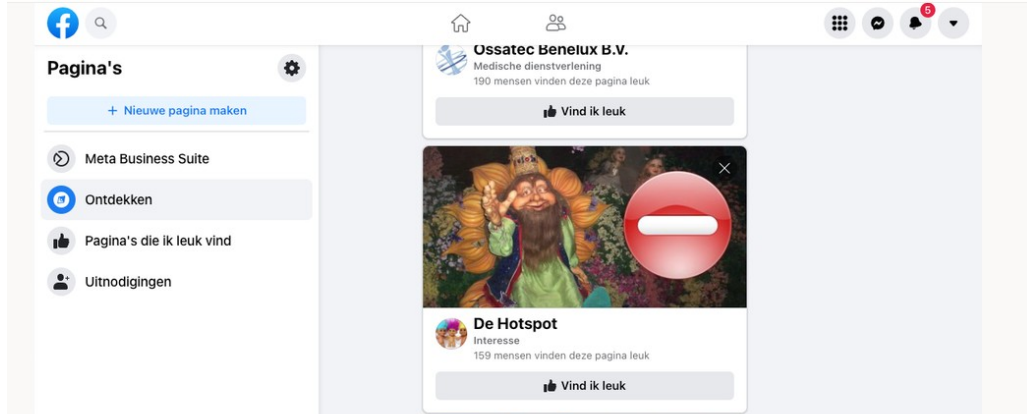 5
Pagina's
+ Nieuwe pagina maken
Meta Business Suite
Ontdekken
Pagina's die ik leuk vind
Uitnodigingen
Ossatec Benelux B.V.
Medische dienstverlening
190 mensen vinden deze pagina leuk
Vind ik leuk
De Hotspot
Interesse
159 mensen vinden deze pagina leuk
Vind ik leuk